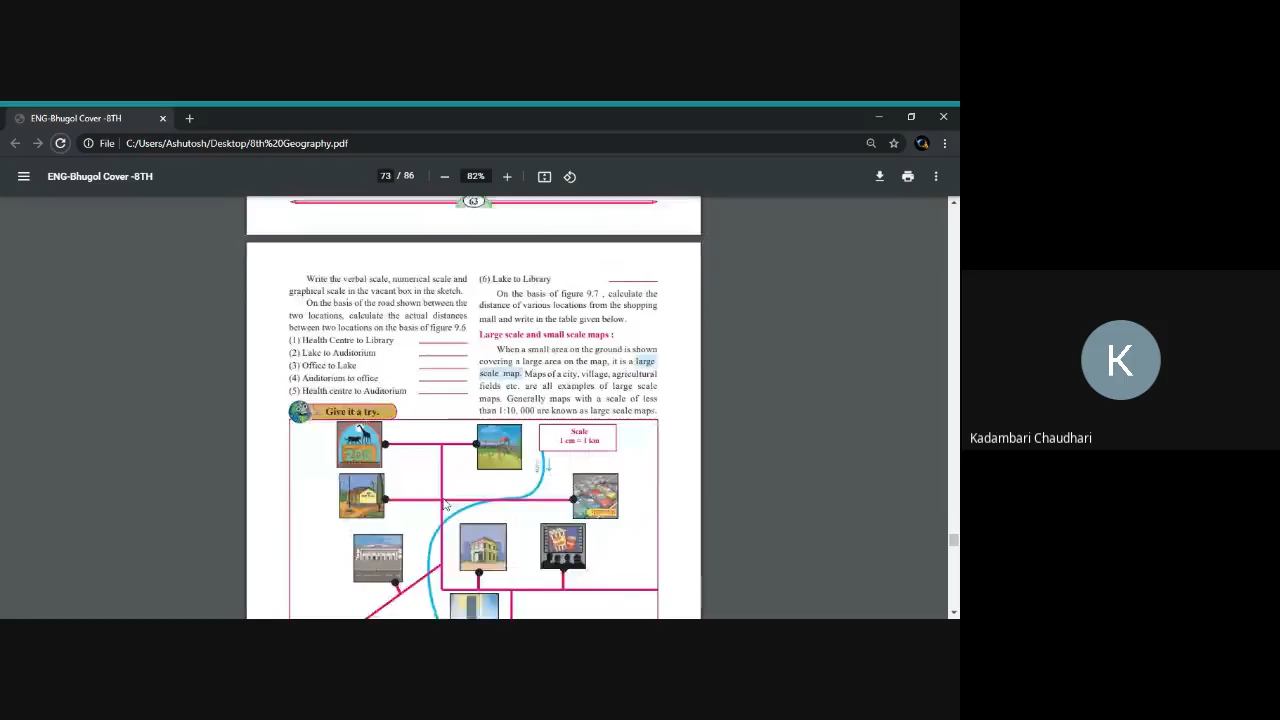 ENG-Bhugol Cover -8TH
File
C:/Users/Ashutosh/Desktop/8th%20Geography.pdf
ENG-Bhugol Cover -8TH
73 / 86
82%
63
Write the verbal scale, numerical scale and
graphical scale in the vacant box in the sketch.
On the basis of the road shown between the
two locations, calculate the actual distances
between two locations on the basis of figure 9.6
(1) Health Centre to Library
(2) Lake to Auditorium
(3) Office to Lake
(4) Auditorium to office
(5) Health centre to Auditorium
(6) Lake to Library
On the basis of figure 9.7 , calculate the
distance of various locations from the shopping
mall and write in the table given below.
Large scale and small scale maps :
When a small area on the ground is shown
covering a large area on the map, it is a large
scale map. Maps of a city, village, agricultural
fields etc. are all examples of large scale
maps. Generally maps with a scale of less
than 1:10, 000 are known as large scale maps.
Give it a try.
ZOO
Scale
1 cm = 1 km
K
Kadambari Chaudhari